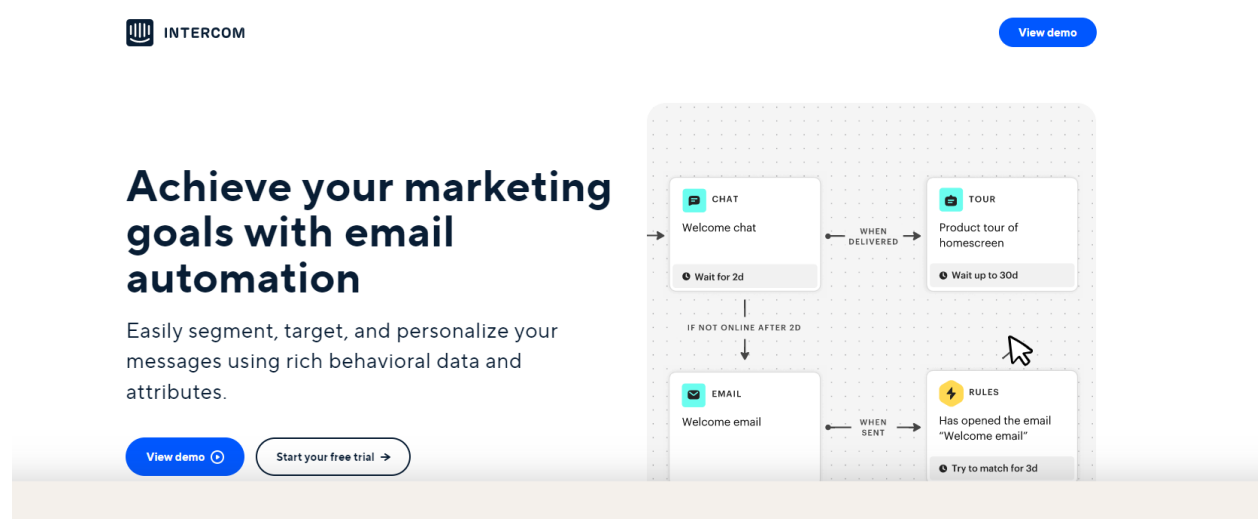 INTERCOM
View demo
Achieve your marketing
goals with email
automation
Easily segment, target, and personalize your
messages using rich behavioral data and
attributes.
View demo
Start your free trial →
CHAT
Welcome chat
Wait for 2d
WHEN
DELIVERED
TOUR
Product tour of
homescreen
Wait up to 30d
IF NOT ONLINE AFTER 2D
EMAIL
Welcome email
WHEN
SENT
RULES
Has opened the email
“Welcome email”
Try to match for 3d